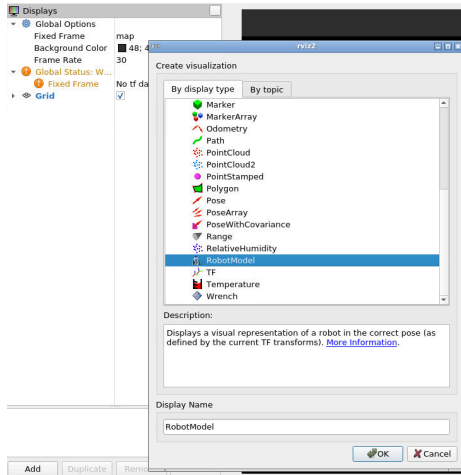 Displays
Global Options
Fixed Frame map
Background Color 48; 4
Frame Rate 30
Global Status: W...
Fixed Frame No tf da
Grid
rviz2
Create visualization
By display type By topic
Marker
MarkerArray
Odometry
Path
PointCloud
PointCloud2
PointStamped
Polygon
Pose
PoseArray
PoseWithCovariance
Range
RelativeHumidity
RobotModel
TF
Temperature
Wrench
Description:
Displays a visual representation of a robot in the correct pose (as
defined by the current TF transforms). More Information.
Display Name
RobotModel
OK Cancel
Add Duplicate Remo